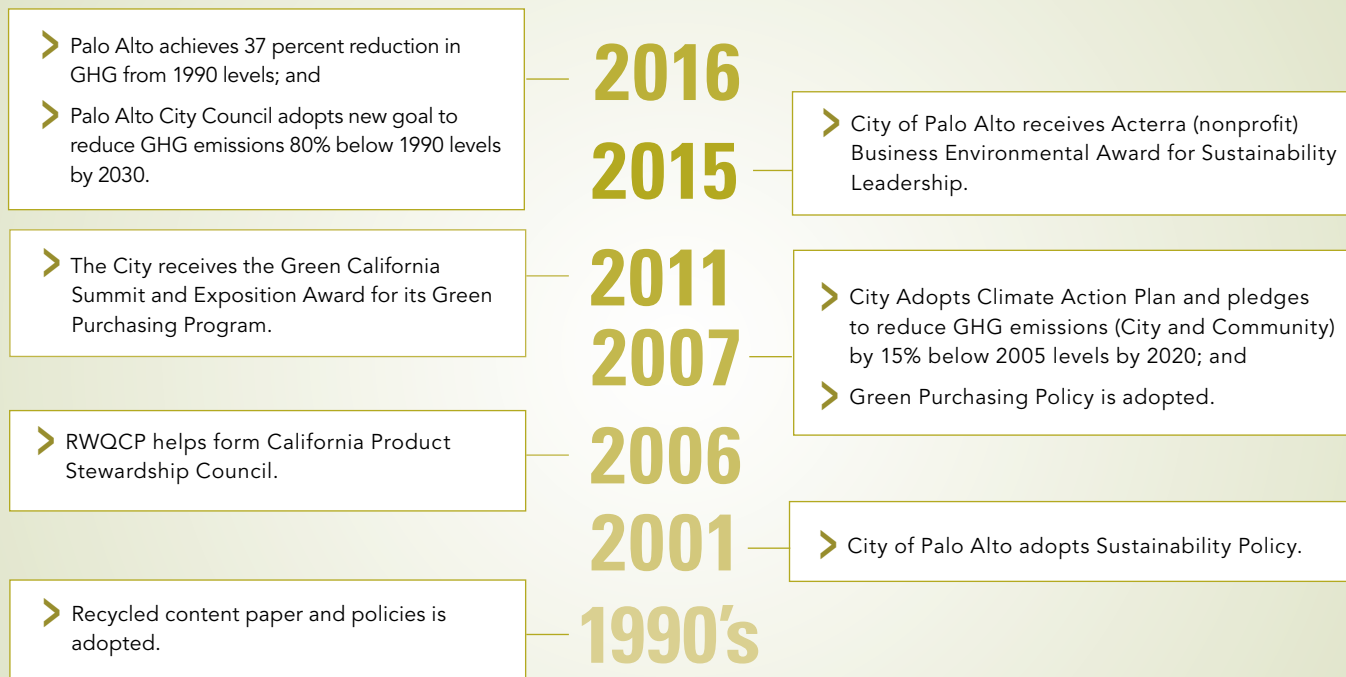 2016
Palo Alto achieves 37 percent reduction in
GHG from 1990 levels; and
Palo Alto City Council adopts new goal to
reduce GHG emissions 80% below 1990 levels
by 2030.
2015
City of Palo Alto receives Acterra (nonprofit)
Business Environmental Award for Sustainability
Leadership.
2011
The City receives the Green California
Summit and Exposition Award for its Green
Purchasing Program.
2007
City Adopts Climate Action Plan and pledges
to reduce GHG emissions (City and Community)
by 15% below 2005 levels by 2020; and
Green Purchasing Policy is adopted.
2006
RWQCP helps form California Product
Stewardship Council.
2001
City of Palo Alto adopts Sustainability Policy.
1990's
Recycled content paper and policies is
adopted.